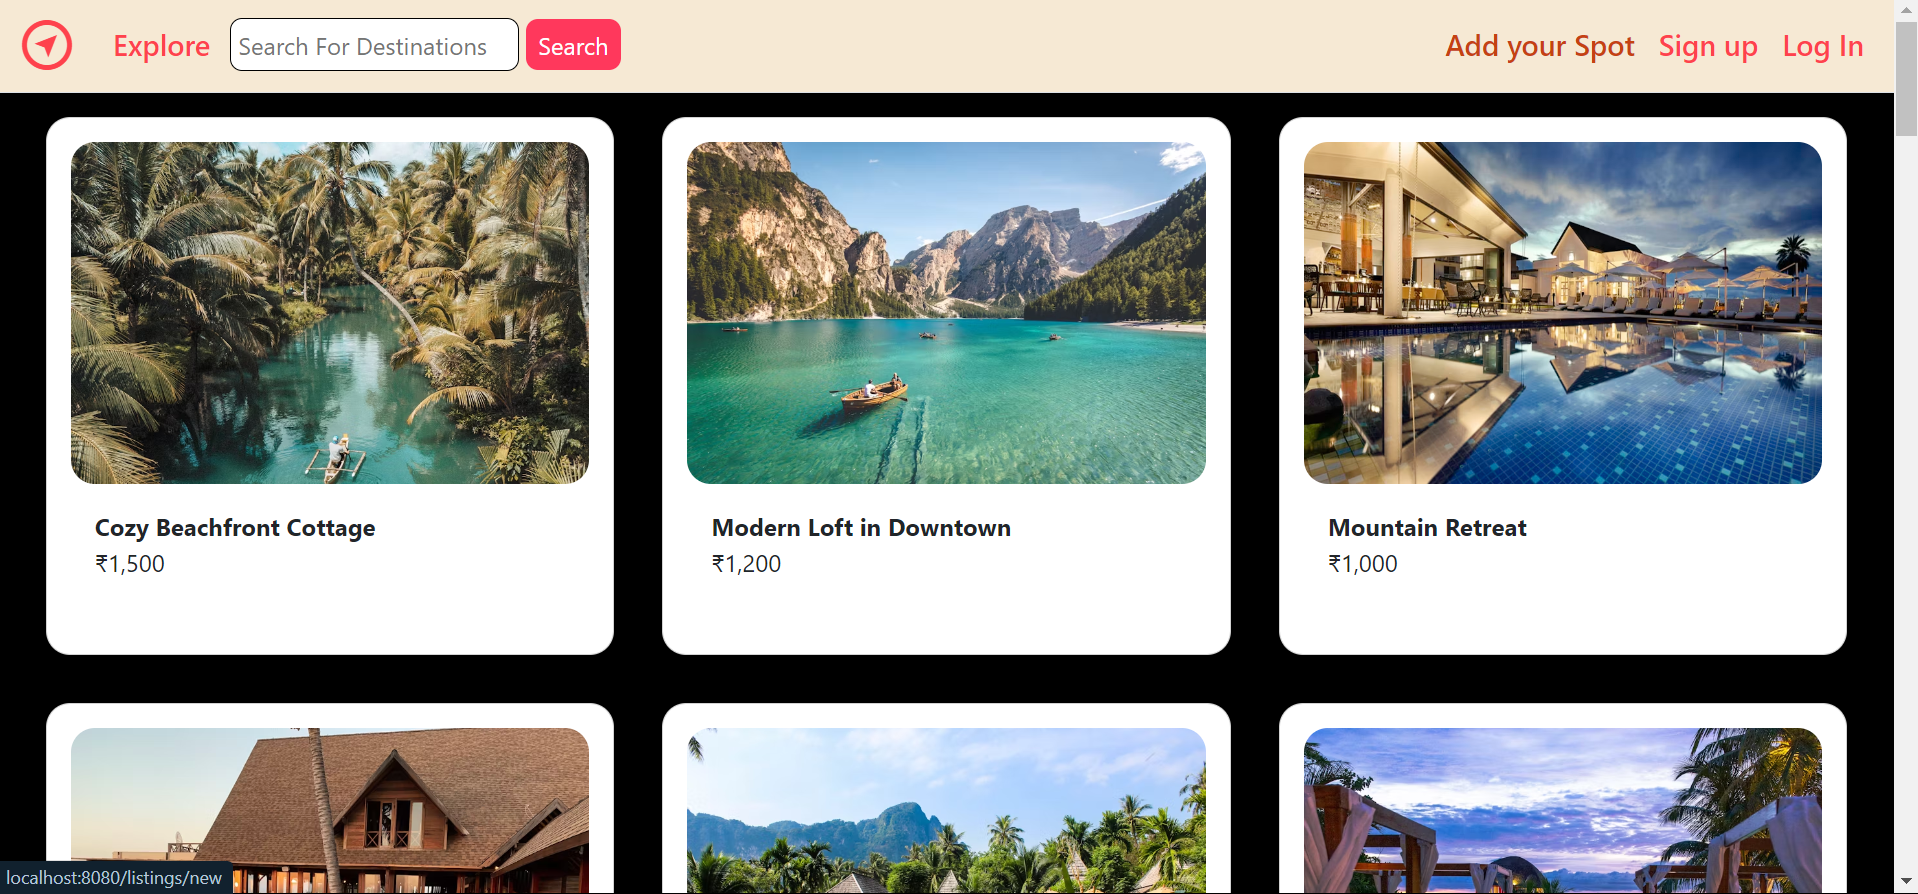 Explore
Search For Destinations
Search
Add your Spot
Sign up
Log In
Cozy Beachfront Cottage
₹1,500
Modern Loft in Downtown
₹1,200
Mountain Retreat
₹1,000
localhost:8080/listings/new